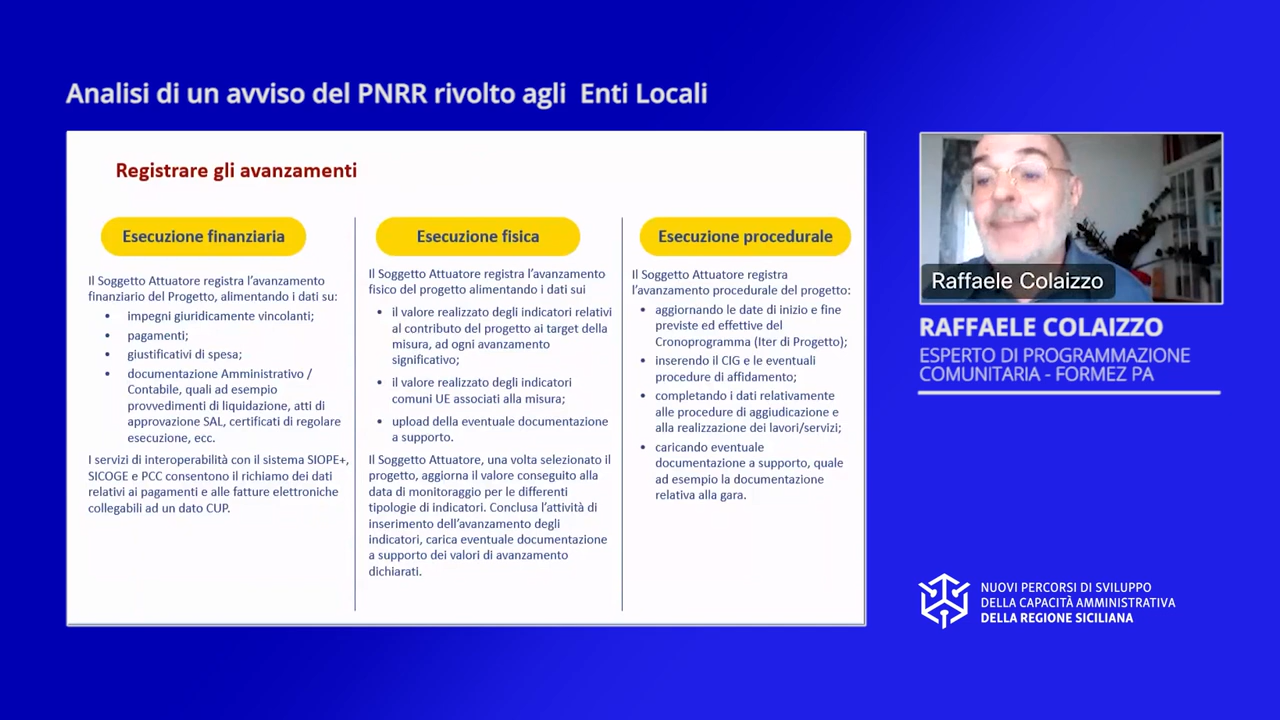 Analisi di un avviso del PNRR rivolto agli Enti Locali
Registrare gli avanzamenti
Esecuzione finanziaria
Il Soggetto Attuatore registra l'avanzamento
finanziario del Progetto, alimentando i dati su:
• impegni giuridicamente vincolanti;
• pagamenti;
• giustificativi di spesa;
• documentazione Amministrativo /
Contabile, quali ad esempio
provvedimenti di liquidazione, atti di
approvazione SAL, certificati di regolare
esecuzione, ecc.
I servizi di interoperabilità con il sistema SIOPE+,
SICOGE e PCC consentono il richiamo dei dati
relativi ai pagamenti e alle fatture elettroniche
collegabili ad un dato CUP.
Esecuzione fisica
Il Soggetto Attuatore registra l'avanzamento
fisico del progetto alimentando i dati sui
• il valore realizzato degli indicatori relativi
al contributo del progetto ai target della
misura, ad ogni avanzamento
significativo;
• il valore realizzato degli indicatori
comuni UE associati alla misura;
• upload della eventuale documentazione
a supporto.
Il Soggetto Attuatore, una volta selezionato il
progetto, aggiorna il valore conseguito alla
data di monitoraggio per le differenti
tipologie di indicatori. Conclusa l'attività di
inserimento dell'avanzamento degli
indicatori, carica eventuale documentazione
a supporto dei valori di avanzamento
dichiarati.
Esecuzione procedurale
Il Soggetto Attuatore registra
l'avanzamento procedurale del progetto:
• aggiornando le date di inizio e fine
previste ed effettive del
Cronoprogramma (Iter di Progetto);
• inserendo il CIG e le eventuali
procedure di affidamento;
• completando i dati relativamente
alle procedure di aggiudicazione e
alla realizzazione dei lavori/servizi;
• caricando eventuale
documentazione a supporto, quale
ad esempio la documentazione
relativa alla gara.
Raffaele Colaizzo
RAFFAELE COLAIZZO
ESPERTO DI PROGRAMMAZIONE
COMUNITARIA - FORMEZ PA
NUOVI PERCORSI DI SVILUPPO
DELLA CAPACITÀ AMMINISTRATIVA
DELLA REGIONE SICILIANA